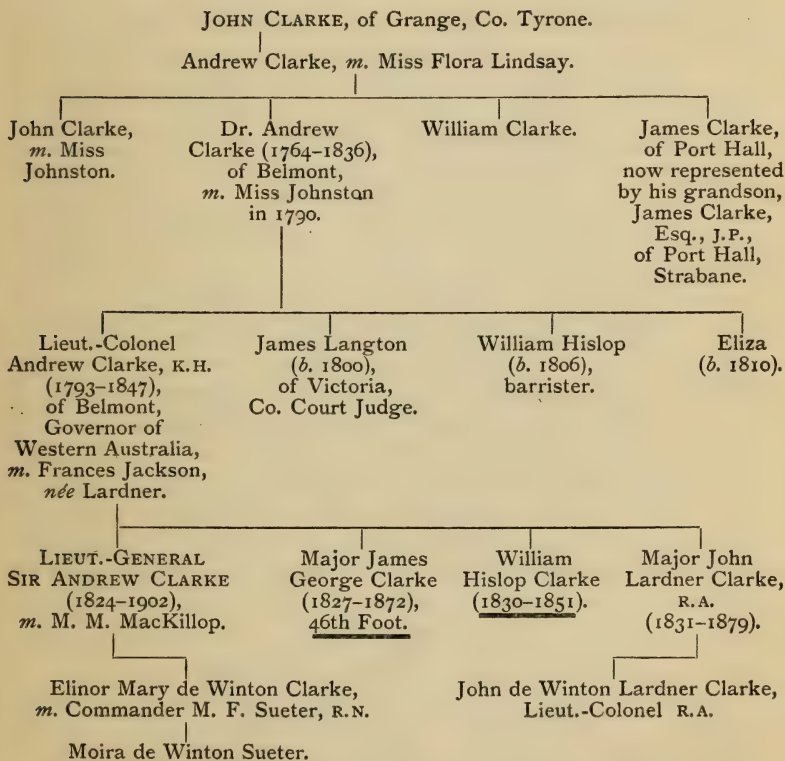 JOHN CLARKE, of Grange, Co. Tyrone.
Andrew Clarke, m. Miss Flora Lindsay.
John Clarke,
m. Miss
Johnston.
Dr. Andrew
Clarke (1764–1836),
of Belmont,
m. Miss Johnston
in 1790.
William Clarke.
James Clarke,
of Port Hall,
now represented
by his grandson,
James Clarke,
Esq., J.P.,
of Port Hall,
Strabane.
Lieut.-Colonel
Andrew Clarke, K.H.
(1793–1847),
of Belmont,
Governor of
Western Australia,
m. Frances Jackson,
née Lardner.
James Langton
(b. 1800),
of Victoria,
Co. Court Judge.
William Hislop
(b. 1806),
barrister.
Eliza
(b. 1810).
LIEUT.-GENERAL
SIR ANDREW CLARKE
(1824–1902),
m. M. M. MacKillop.
Major James
George Clarke
(1827–1872),
46th Foot.
William
Hislop Clarke
(1830–1851).
Major John
Lardner Clarke,
R.A.
(1831–1879).
Elinor Mary de Winton Clarke,
m. Commander M. F. Sueter, R.N.
John de Winton Lardner Clarke,
Lieut.-Colonel R.A.
Moira de Winton Sueter.